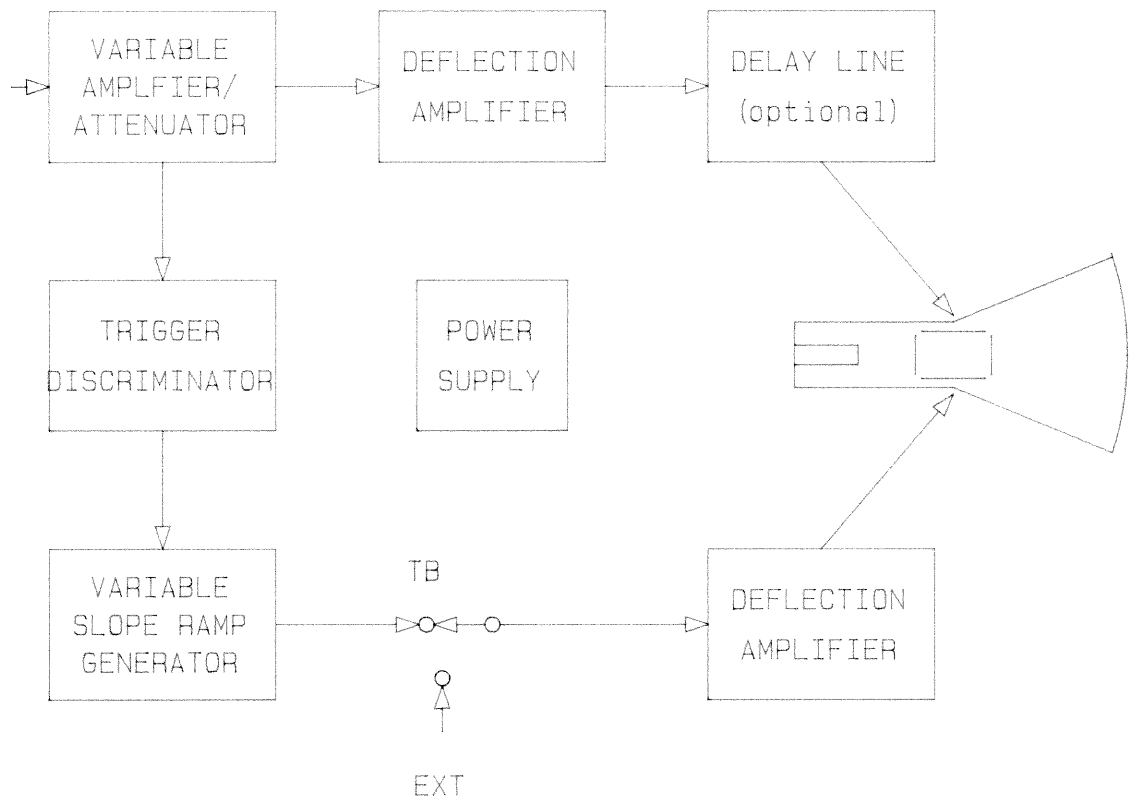 VARIABLE
AMPLFIER/
ATTENUATOR
DEFLECTION
AMPLIFIER
DELAY LINE
(optional)
TRIGGER
DISCRIMINATOR
POWER
SUPPLY
VARIABLE
SLOPE RAMP
GENERATOR
TB
EXT
DEFLECTION
AMPLIFIER